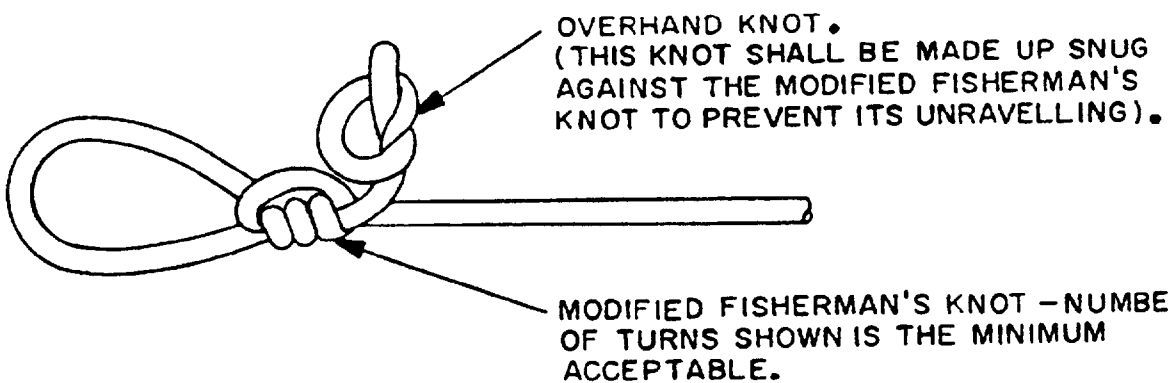 OVERHAND KNOT.
(THIS KNOT SHALL BE MADE UP SNUG
AGAINST THE MODIFIED FISHERMAN'S
KNOT TO PREVENT ITS UNRAVELLING).
MODIFIED FISHERMAN'S KNOT – NUMBE
OF TURNS SHOWN IS THE MINIMUM
ACCEPTABLE.